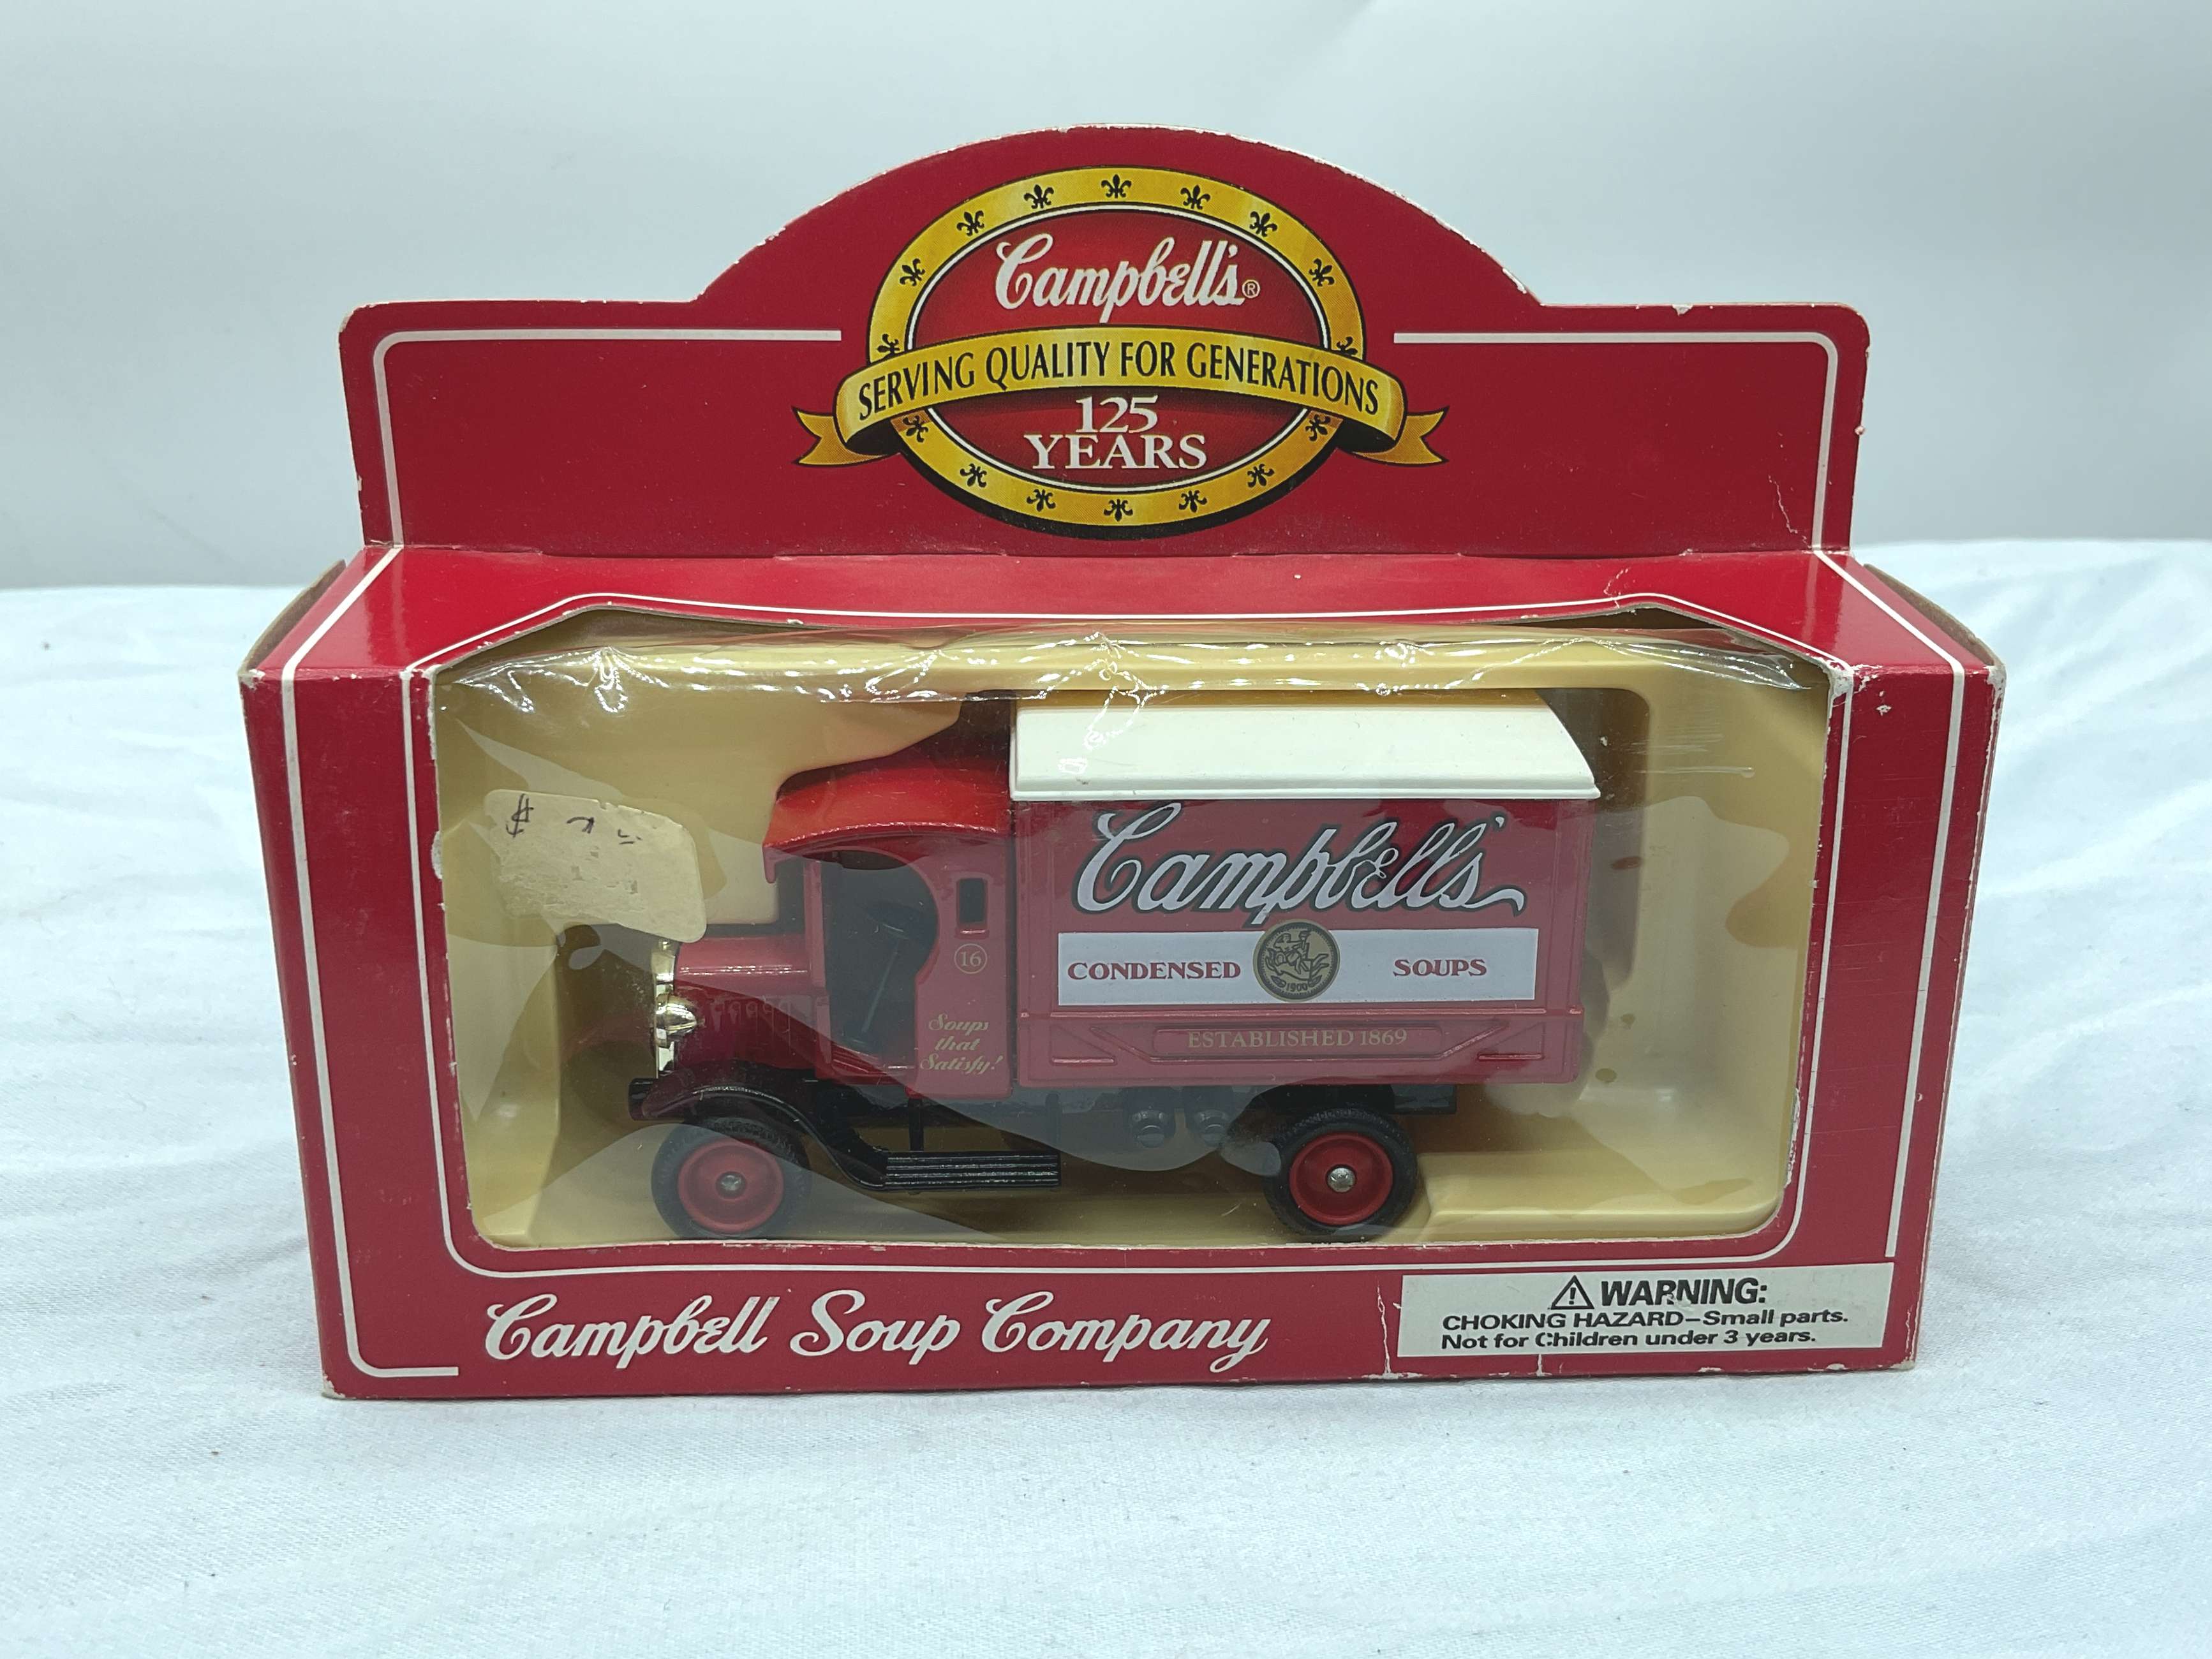 Campbell's®
SERVING QUALITY FOR GENERATIONS
125
YEARS
$
Campbell's
CONDENSED SOUPS
1900
16
Soups
that
Satisfy!
ESTABLISHED 1869
Campbell Soup Company
⚠ WARNING:
CHOKING HAZARD–Small parts.
Not for Children under 3 years.